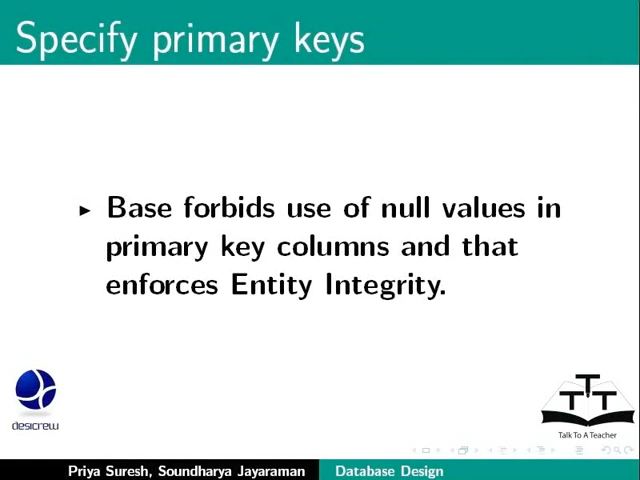 Specify primary keys
Base forbids use of null values in
primary key columns and that
enforces Entity Integrity.
desicrew
T T T
Talk To A Teacher
Priya Suresh, Soundharya Jayaraman Database Design